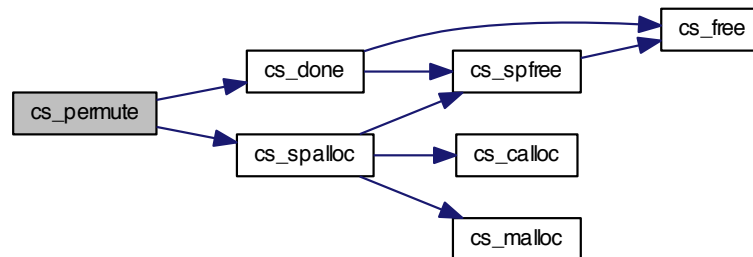 cs_free
cs_done
cs_spfree
cs_permute
cs_spalloc
cs_calloc
cs_malloc